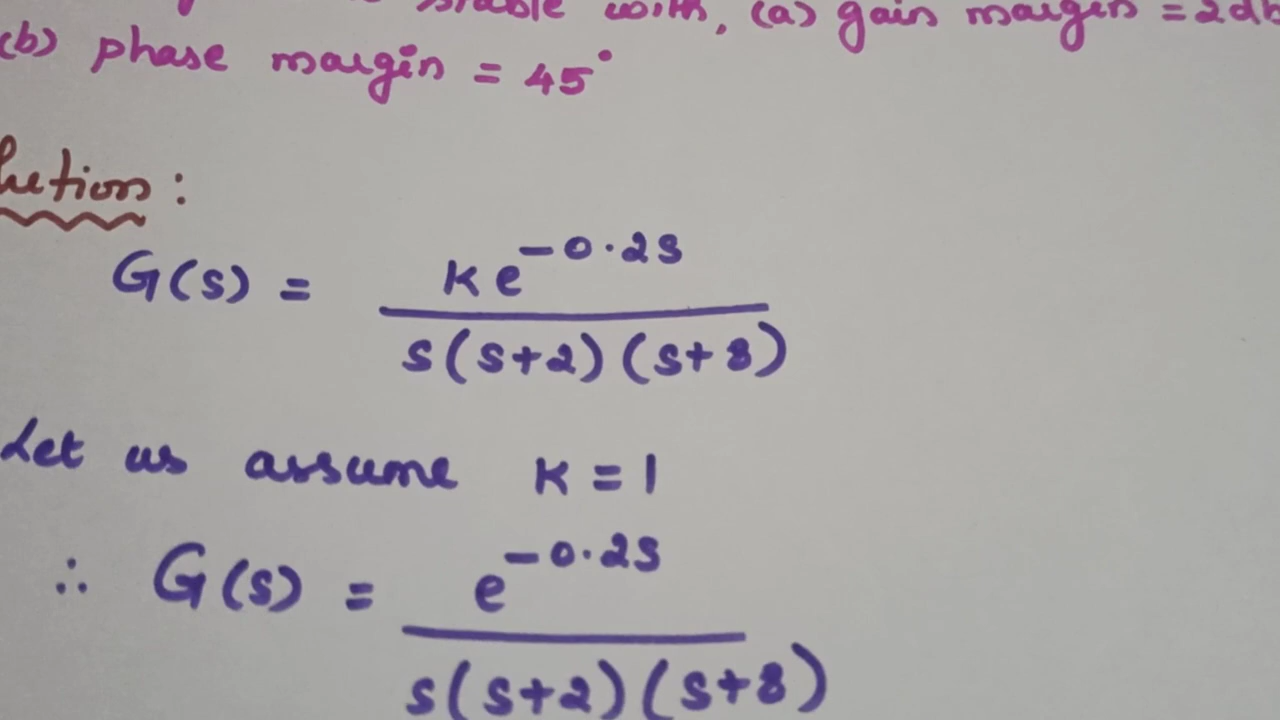 stable with, (a) gain margin = 2db
(b) phase margin = 45°
lution :
G(s) = ke^-0.2s / s(s+2)(s+8)
Let us assume k = 1
∴ G(s) = e^-0.2s / s(s+2)(s+8)